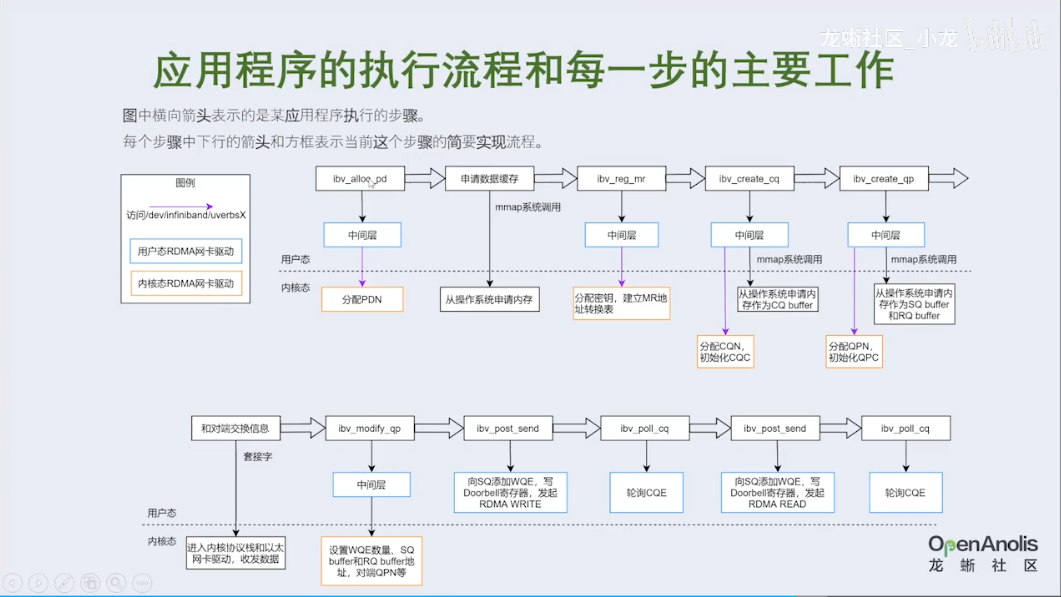 龙蜥社区_小龙 bilibili
应用程序的执行流程和每一步的主要工作
图中横向箭头表示的是某应用程序执行的步骤。
每个步骤中下行的箭头和方框表示当前这个步骤的简要实现流程。
图例
访问/dev/infiniband/uverbsX
用户态RDMA网卡驱动
内核态RDMA网卡驱动
ibv_alloc_pd
申请数据缓存
ibv_reg_mr
ibv_create_cq
ibv_create_qp
mmap系统调用
中间层
中间层
中间层
中间层
用户态
mmap系统调用
mmap系统调用
内核态
分配PDN
从操作系统申请内存
分配密钥，建立MR地
址转换表
从操作系统申请内
存作为CQ buffer
从操作系统申请内
存作为SQ buffer
和RQ buffer
分配CQN，
初始化CQC
分配QPN，
初始化QPC
和对端交换信息
ibv_modify_qp
ibv_post_send
ibv_poll_cq
ibv_post_send
ibv_poll_cq
套接字
中间层
向SQ添加WQE，写
Doorbell寄存器，发起
RDMA WRITE
轮询CQE
向SQ添加WQE，写
Doorbell寄存器，发起
RDMA READ
轮询CQE
用户态
内核态
进入内核协议栈和以太
网卡驱动，收发数据
设置WQE数量、SQ
buffer和RQ buffer地
址，对端QPN等
OpenAnolis
龙蜥社区